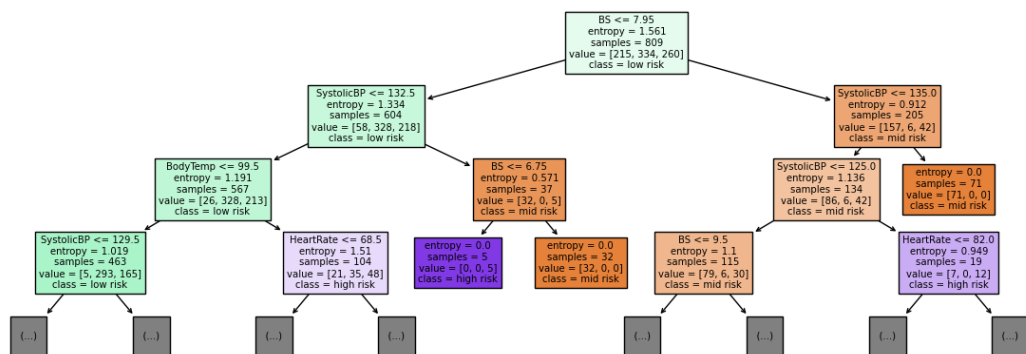 BS <= 7.95
entropy = 1.561
samples = 809
value = [215, 334, 260]
class = low risk
SystolicBP <= 132.5
entropy = 1.334
samples = 604
value = [58, 328, 218]
class = low risk
SystolicBP <= 135.0
entropy = 0.912
samples = 205
value = [157, 6, 42]
class = mid risk
BodyTemp <= 99.5
entropy = 1.191
samples = 567
value = [26, 328, 213]
class = low risk
BS <= 6.75
entropy = 0.571
samples = 37
value = [32, 0, 5]
class = mid risk
SystolicBP <= 125.0
entropy = 1.136
samples = 134
value = [86, 6, 42]
class = mid risk
entropy = 0.0
samples = 71
value = [71, 0, 0]
class = mid risk
SystolicBP <= 129.5
entropy = 1.019
samples = 463
value = [5, 293, 165]
class = low risk
HeartRate <= 68.5
entropy = 1.51
samples = 104
value = [21, 35, 48]
class = high risk
entropy = 0.0
samples = 5
value = [0, 0, 5]
class = high risk
entropy = 0.0
samples = 32
value = [32, 0, 0]
class = mid risk
BS <= 9.5
entropy = 1.1
samples = 115
value = [79, 6, 30]
class = mid risk
HeartRate <= 82.0
entropy = 0.949
samples = 19
value = [7, 0, 12]
class = high risk
(...)
(...)
(...)
(...)
(...)
(...)
(...)
(...)